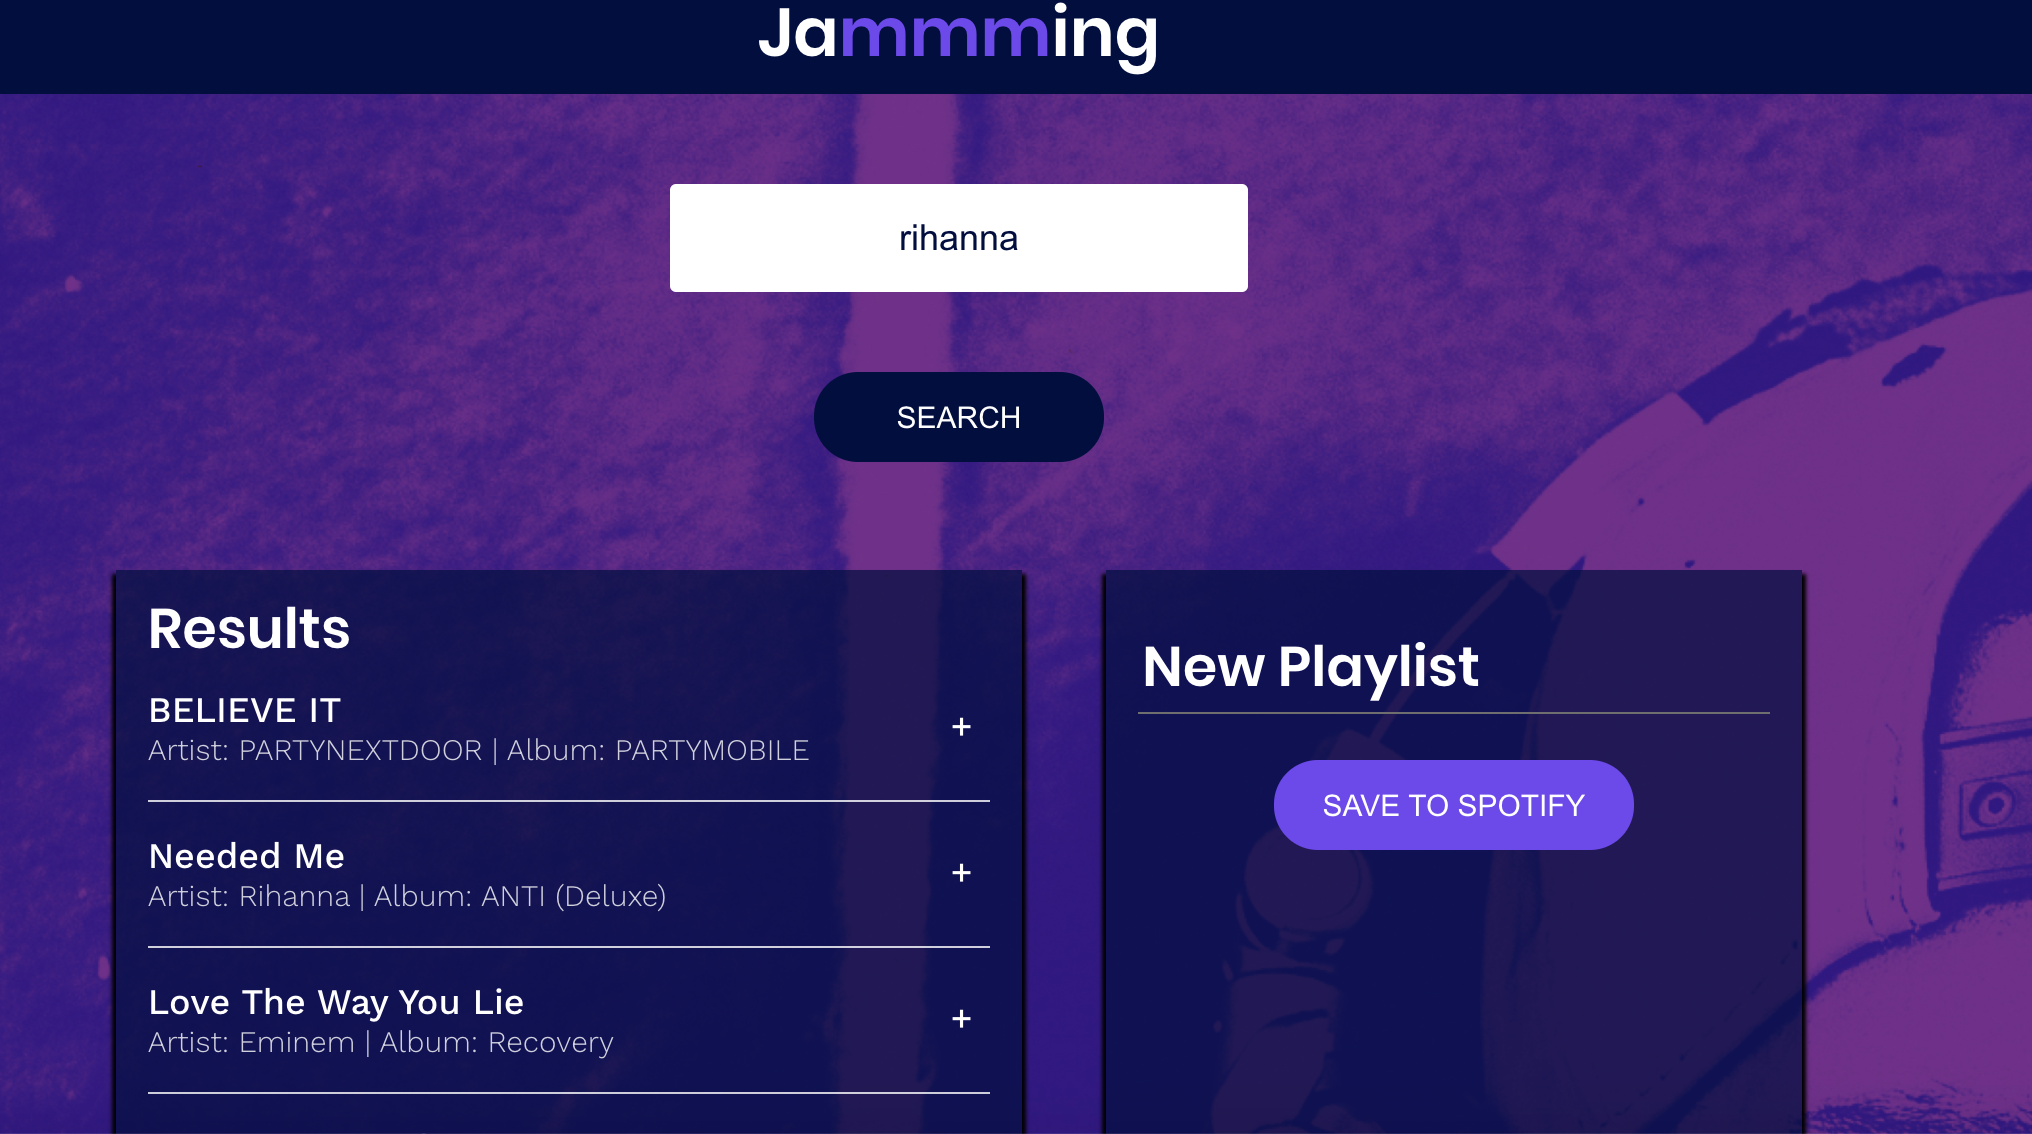 Jammming
rihanna
SEARCH
Results
BELIEVE IT
Artist: PARTYNEXTDOOR | Album: PARTYMOBILE
+
Needed Me
Artist: Rihanna | Album: ANTI (Deluxe)
+
Love The Way You Lie
Artist: Eminem | Album: Recovery
+
New Playlist
SAVE TO SPOTIFY